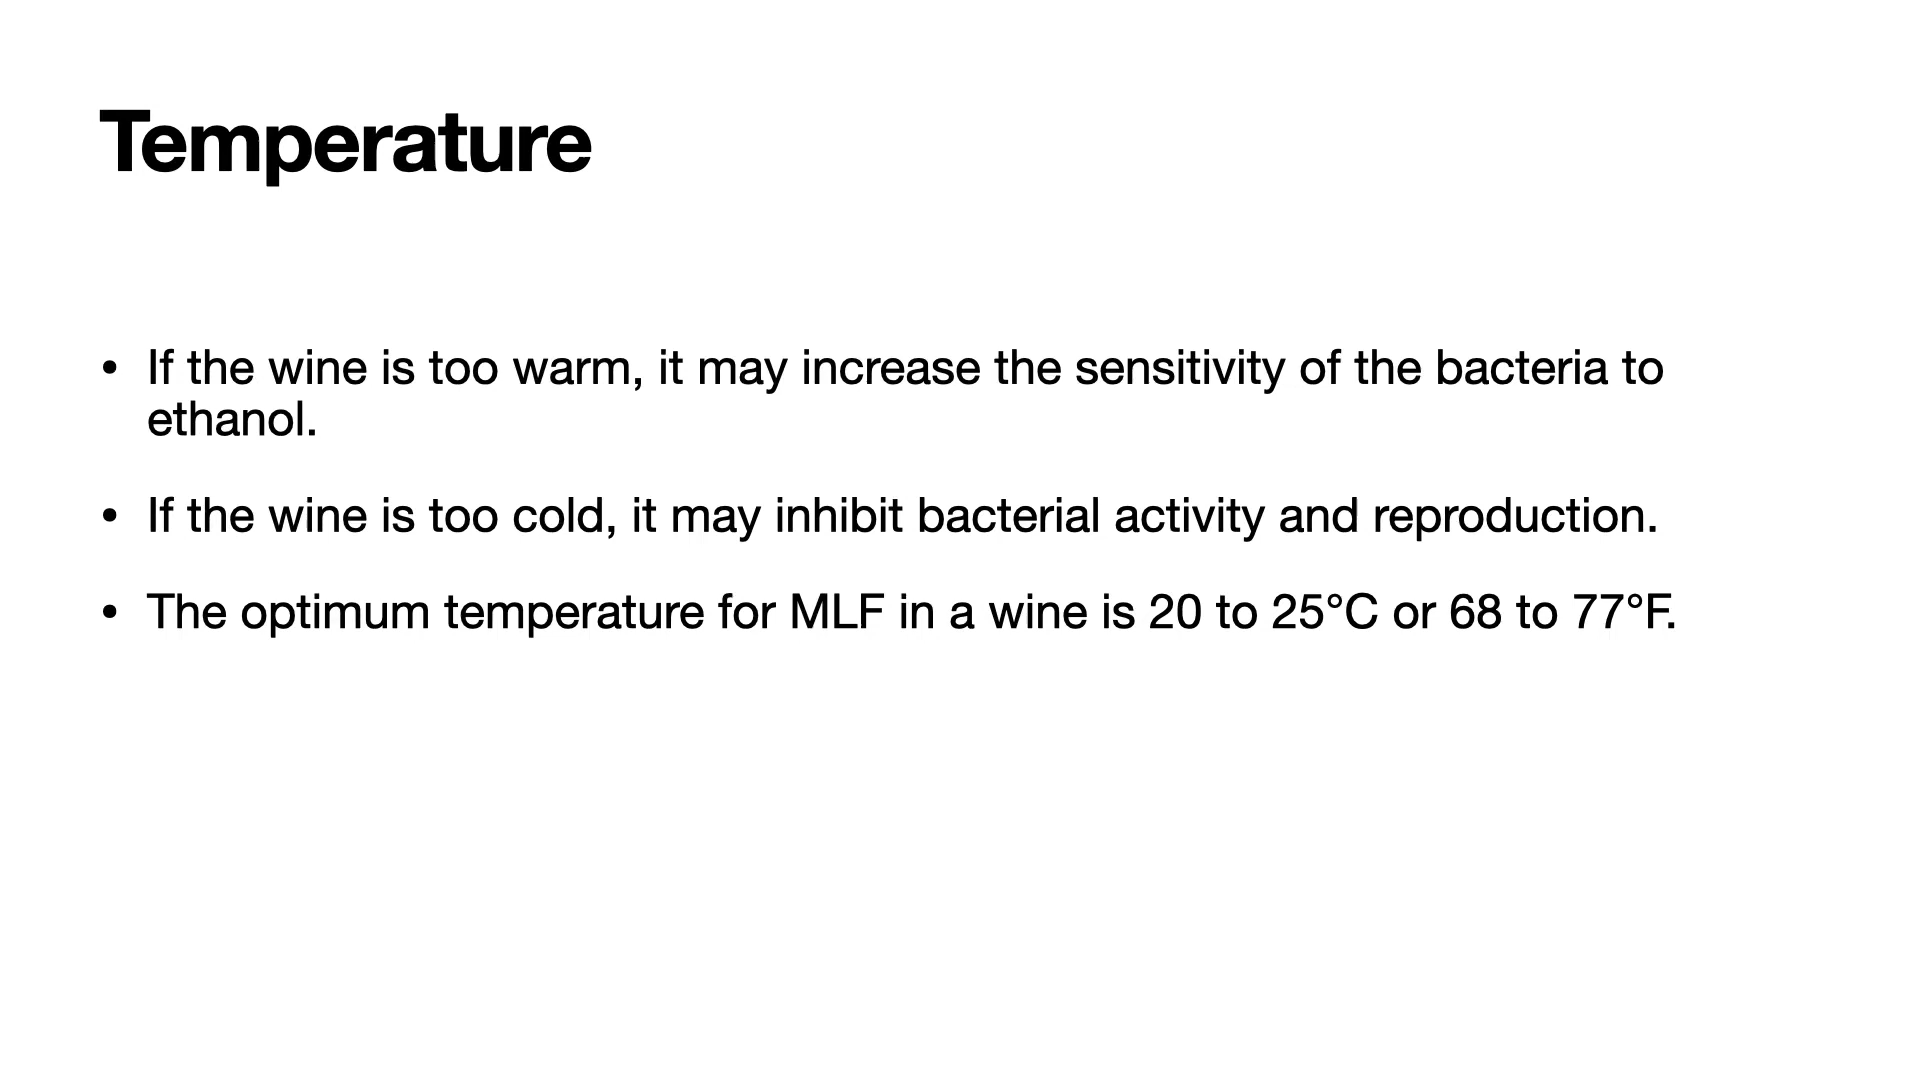 Temperature
• If the wine is too warm, it may increase the sensitivity of the bacteria to
ethanol.
• If the wine is too cold, it may inhibit bacterial activity and reproduction.
• The optimum temperature for MLF in a wine is 20 to 25°C or 68 to 77°F.